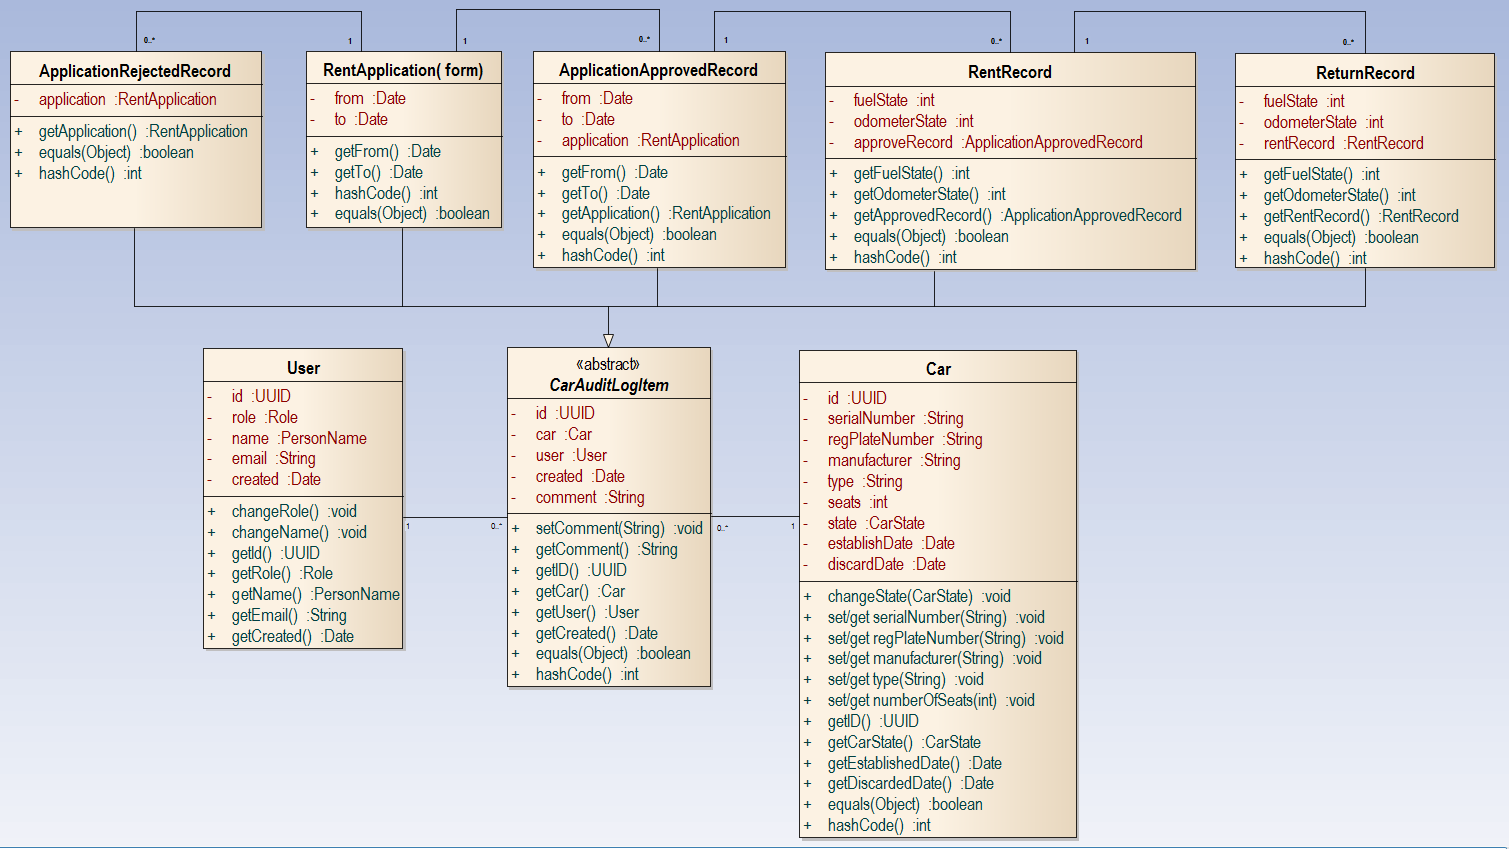 0..*
1
1
0..*
1
0..*
1
0..*
ApplicationRejectedRecord
- application :RentApplication
+ getApplication() :RentApplication
+ equals(Object) :boolean
+ hashCode() :int
RentApplication( form)
- from :Date
- to :Date
+ getFrom() :Date
+ getTo() :Date
+ hashCode() :int
+ equals(Object) :boolean
ApplicationApprovedRecord
- from :Date
- to :Date
- application :RentApplication
+ getFrom() :Date
+ getTo() :Date
+ getApplication() :RentApplication
+ equals(Object) :boolean
+ hashCode() :int
RentRecord
- fuelState :int
- odometerState :int
- approveRecord :ApplicationApprovedRecord
+ getFuelState() :int
+ getOdometerState() :int
+ getApprovedRecord() :ApplicationApprovedRecord
+ equals(Object) :boolean
+ hashCode() :int
ReturnRecord
- fuelState :int
- odometerState :int
- rentRecord :RentRecord
+ getFuelState() :int
+ getOdometerState() :int
+ getRentRecord() :RentRecord
+ equals(Object) :boolean
+ hashCode() :int
User
- id :UUID
- role :Role
- name :PersonName
- email :String
- created :Date
+ changeRole() :void
+ changeName() :void
+ getId() :UUID
+ getRole() :Role
+ getName() :PersonName
+ getEmail() :String
+ getCreated() :Date
1
0..*
«abstract»
CarAuditLogItem
- id :UUID
- car :Car
- user :User
- created :Date
- comment :String
+ setComment(String) :void
+ getComment() :String
+ getID() :UUID
+ getCar() :Car
+ getUser() :User
+ getCreated() :Date
+ equals(Object) :boolean
+ hashCode() :int
0..*
1
Car
- id :UUID
- serialNumber :String
- regPlateNumber :String
- manufacturer :String
- type :String
- seats :int
- state :CarState
- establishDate :Date
- discardDate :Date
+ changeState(CarState) :void
+ set/get serialNumber(String) :void
+ set/get regPlateNumber(String) :void
+ set/get manufacturer(String) :void
+ set/get type(String) :void
+ set/get numberOfSeats(int) :void
+ getID() :UUID
+ getCarState() :CarState
+ getEstablishedDate() :Date
+ getDiscardedDate() :Date
+ equals(Object) :boolean
+ hashCode() :int